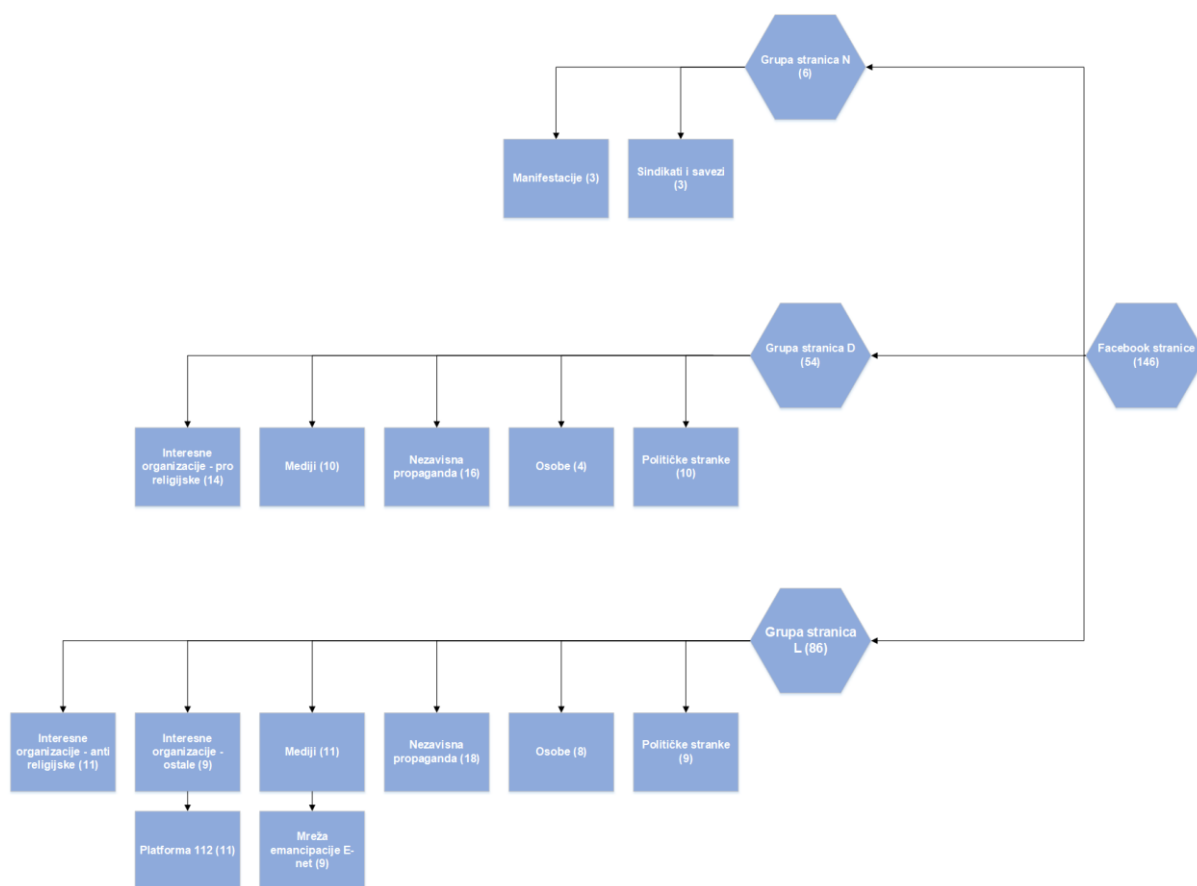 Grupa stranica N
(6)
Manifestacije (3)
Sindikati i savezi
(3)
Grupa stranica D
(54)
Facebook stranice
(146)
Interesne
organizacije - pro
religijske (14)
Mediji (10)
Nezavisna
propaganda (16)
Osobe (4)
Političke stranke
(10)
Grupa stranica
L (86)
Interesne
organizacije - anti
religijske (11)
Interesne
organizacije -
ostale (9)
Mediji (11)
Nezavisna
propaganda (18)
Osobe (8)
Političke stranke
(9)
Platforma 112 (11)
Mreža
emancipacije E-
net (9)